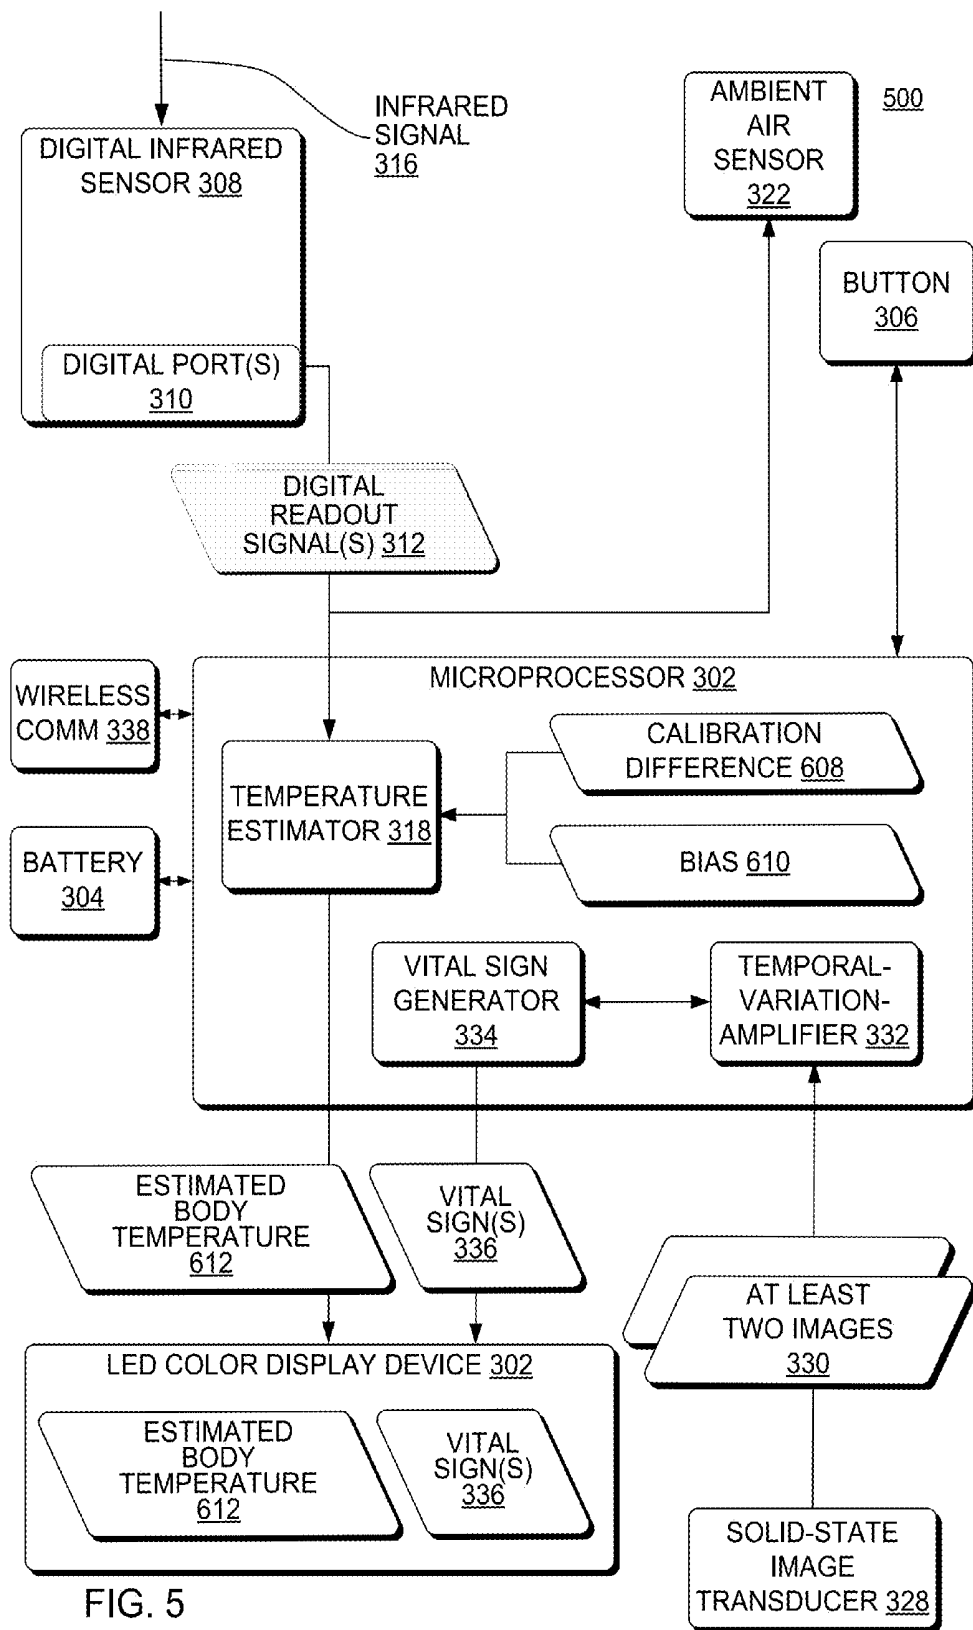 INFRARED
SIGNAL
316
AMBIENT
AIR
SENSOR
322
500
DIGITAL INFRARED
SENSOR 308
BUTTON
306
DIGITAL PORT(S)
310
DIGITAL
READOUT
SIGNAL(S) 312
MICROPROCESSOR 302
WIRELESS
COMM 338
CALIBRATION
DIFFERENCE 608
TEMPERATURE
ESTIMATOR 318
BATTERY
304
BIAS 610
VITAL SIGN
GENERATOR
334
TEMPORAL-
VARIATION-
AMPLIFIER 332
ESTIMATED
BODY
TEMPERATURE
612
VITAL
SIGN(S)
336
AT LEAST
TWO IMAGES
330
LED COLOR DISPLAY DEVICE 302
ESTIMATED
BODY
TEMPERATURE
612
VITAL
SIGN(S)
336
SOLID-STATE
IMAGE
TRANSDUCER 328
FIG. 5